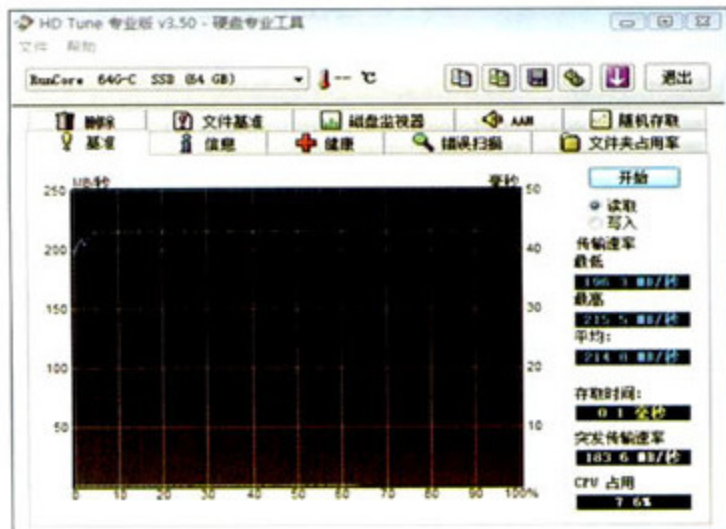 HD Tune 专业版 v3.50 - 硬盘专业工具
文件 帮助
RunCore 64G-C SSD (64 GB)
-- ℃
退出
删除 文件基准 磁盘监视器 AAM 随机存取
基准 信息 健康 错误扫描 文件夹占用率
MB/秒 毫秒
250 200 150 100 50
50 40 30 20 10
0 10 20 30 40 50 60 70 80 90 100%
开始
读取
写入
传输速率
最低
196.3 MB/秒
最高
215.5 MB/秒
平均:
214.0 MB/秒
存取时间:
0.1 毫秒
突发传输速率
183.6 MB/秒
CPU 占用
7.6%